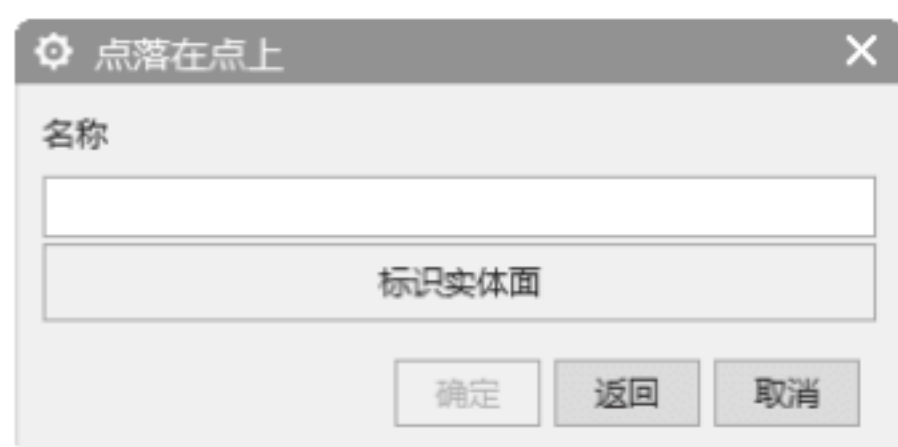 点落在点上
名称
标识实体面
确定 返回 取消